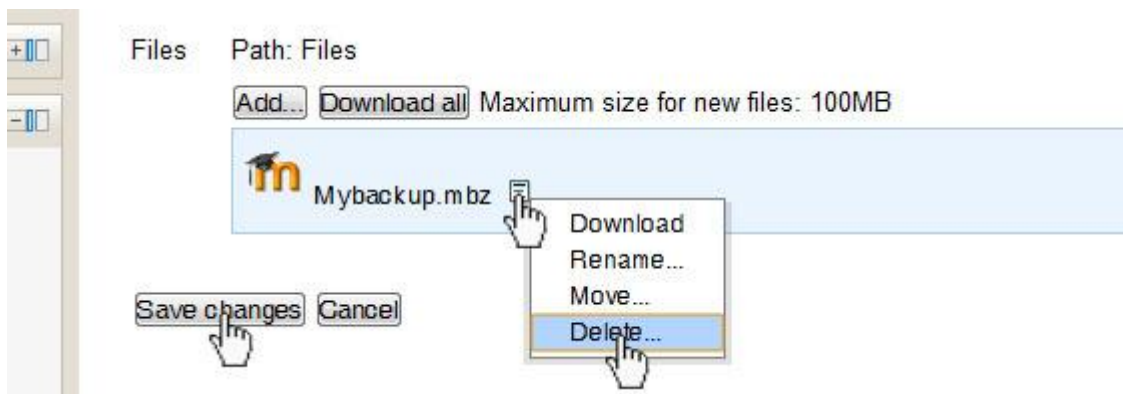 Files Path: Files
Add... Download all Maximum size for new files: 100MB
Mybackup.mbz
Download
Rename...
Move...
Delete...
Save changes Cancel